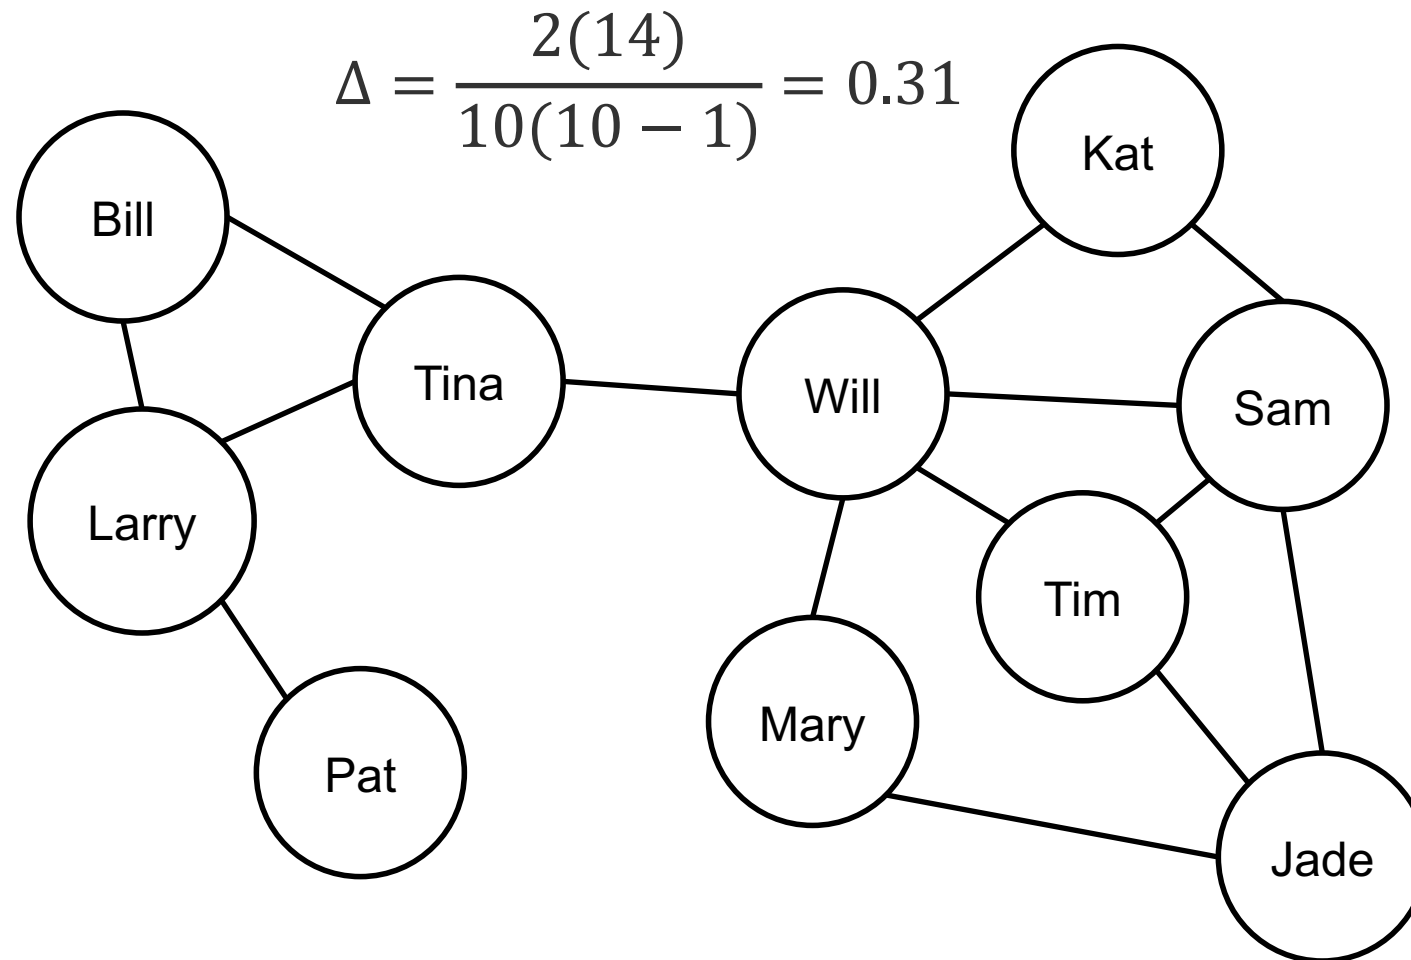 Δ = 2(14) / 10(10 − 1) = 0.31
Kat
Bill
Tina
Will
Sam
Larry
Tim
Mary
Pat
Jade